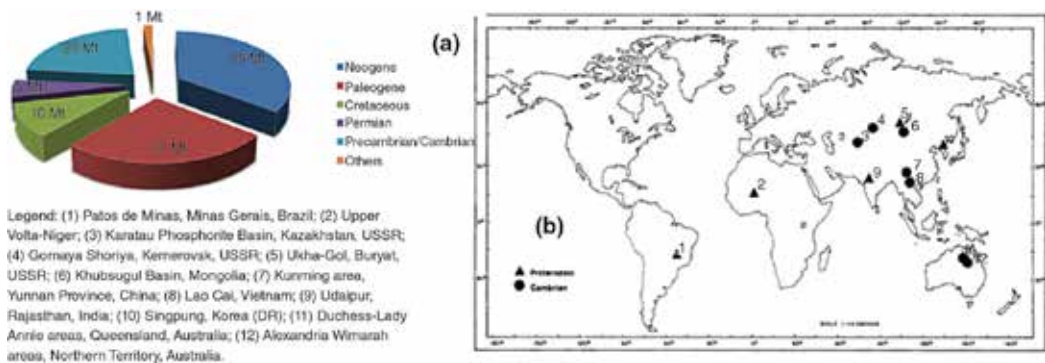 1 Mt.
10 Mt.
(a)
Neogene
Paleogene
Cretaceous
Permian
Precambrian/Cambrian
Others
Legend: (1) Patos de Minas, Minas Gerais, Brazil; (2) Upper
Volta-Niger; (3) Karatau Phosphorite Basin, Kazakhstan, USSR;
(4) Gornaya Shoriya, Kemerovsk, USSR; (5) Ukha-Gol, Buryat,
USSR; (6) Khubsugul Basin, Mongolia; (7) Kunming area,
Yunnan Province, China; (8) Lao Cai, Vietnam; (9) Udaipur,
Rajasthan, India; (10) Singpung, Korea (DR); (11) Duchess-Lady
Annie areas, Queensland, Australia; (12) Alexandria Wimarah
areas, Northern Territory, Australia.
4
5
3
6
7
9
8
2
(b)
1
Cambrian